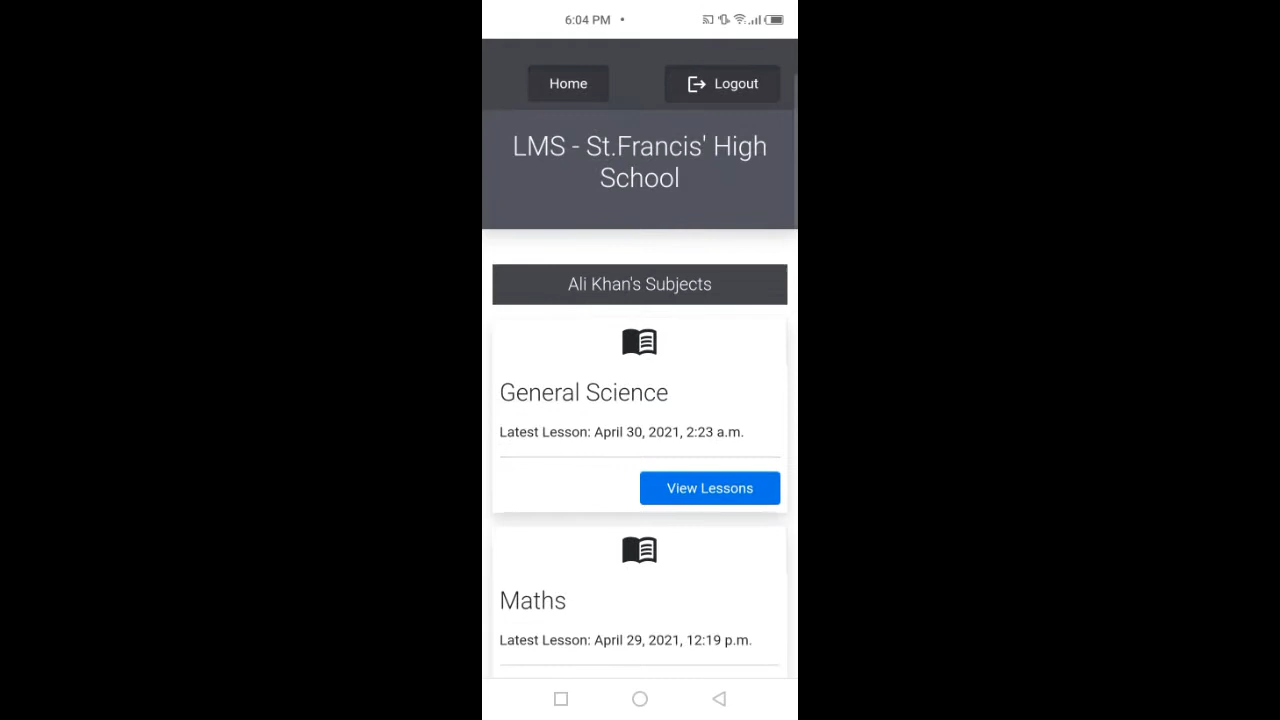 6:04 PM
Home
Logout
LMS - St.Francis' High
School
Ali Khan's Subjects
General Science
Latest Lesson: April 30, 2021, 2:23 a.m.
View Lessons
Maths
Latest Lesson: April 29, 2021, 12:19 p.m.